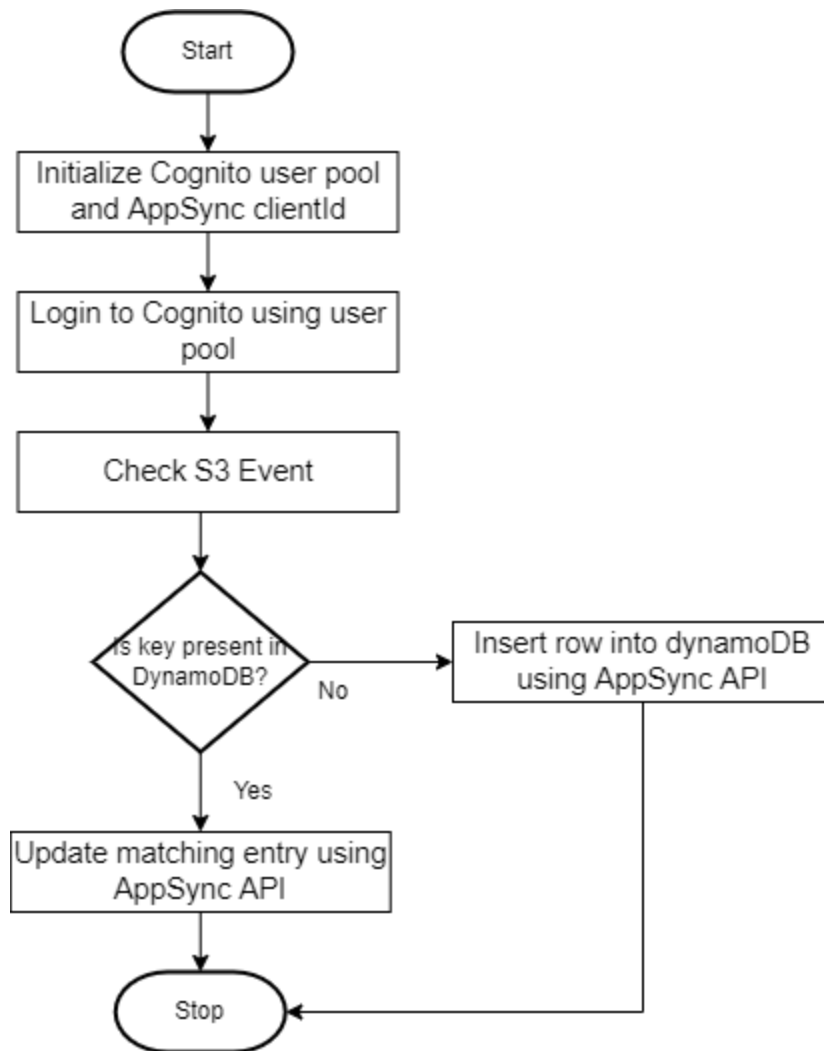 Start
Initialize Cognito user pool
and AppSync clientId
Login to Cognito using user
pool
Check S3 Event
Is key present in
DynamoDB?
No
Insert row into dynamoDB
using AppSync API
Yes
Update matching entry using
AppSync API
Stop